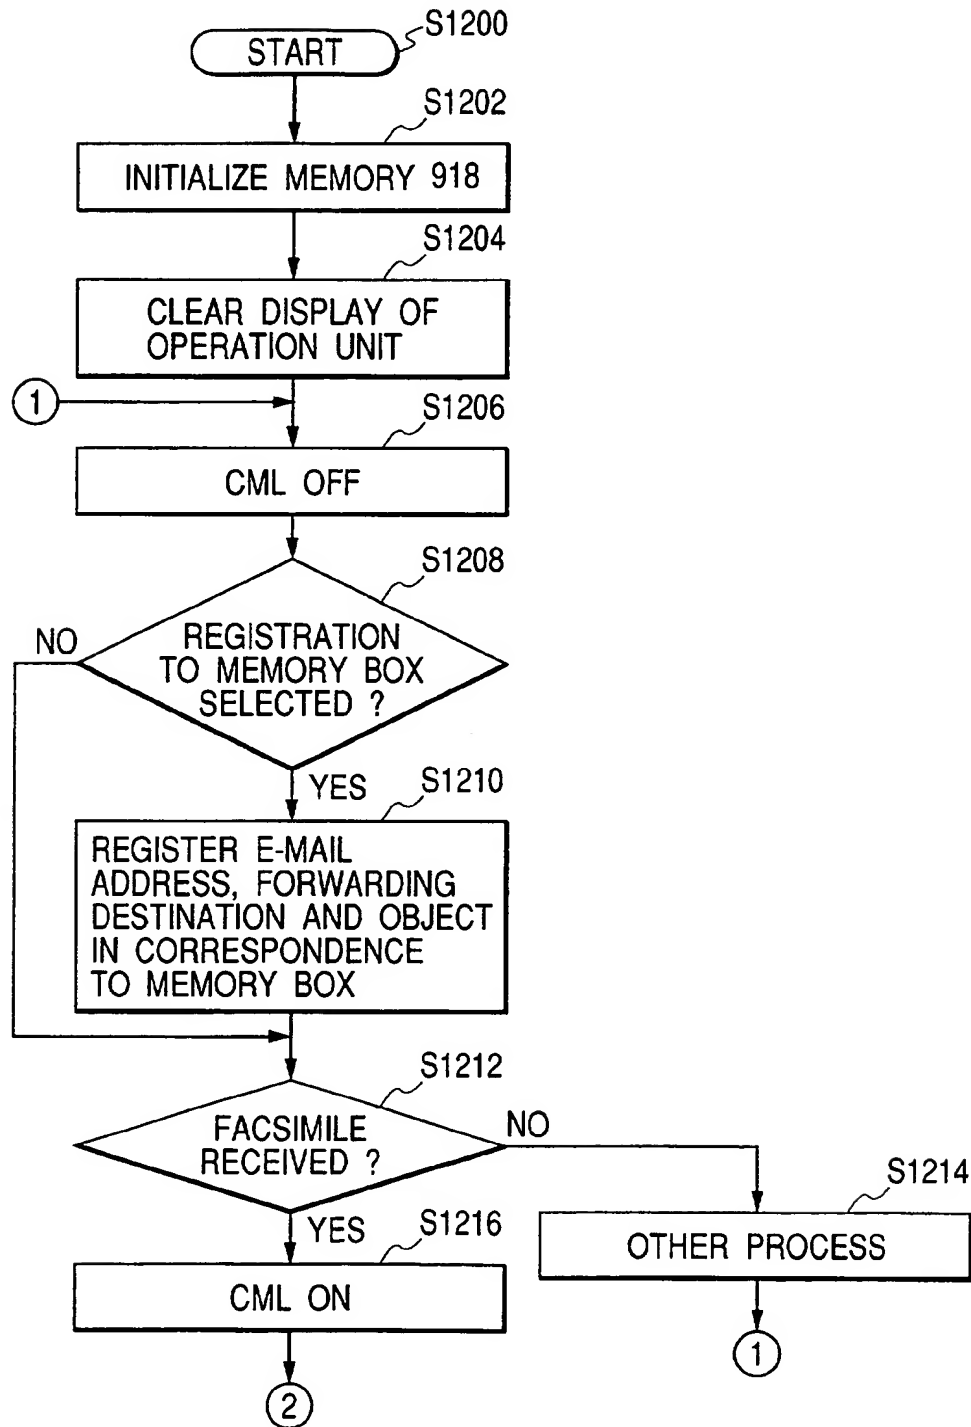 S1200
START
S1202
INITIALIZE MEMORY 918
S1204
CLEAR DISPLAY OF
OPERATION UNIT
1
S1206
CML OFF
S1208
NO
REGISTRATION
TO MEMORY BOX
SELECTED ?
YES
S1210
REGISTER E-MAIL
ADDRESS, FORWARDING
DESTINATION AND OBJECT
IN CORRESPONDENCE
TO MEMORY BOX
S1212
FACSIMILE
RECEIVED ?
NO
S1214
OTHER PROCESS
1
YES
S1216
CML ON
2